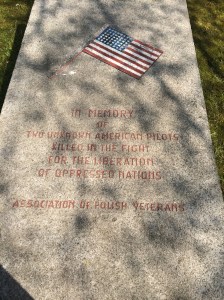 IN MEMORY
OF
TWO UNKNOWN AMERICAN PILOTS
KILLED IN THE FIGHT
FOR THE LIBERATION
OF OPPRESSED NATIONS
ASSOCIATION OF POLISH VETERANS